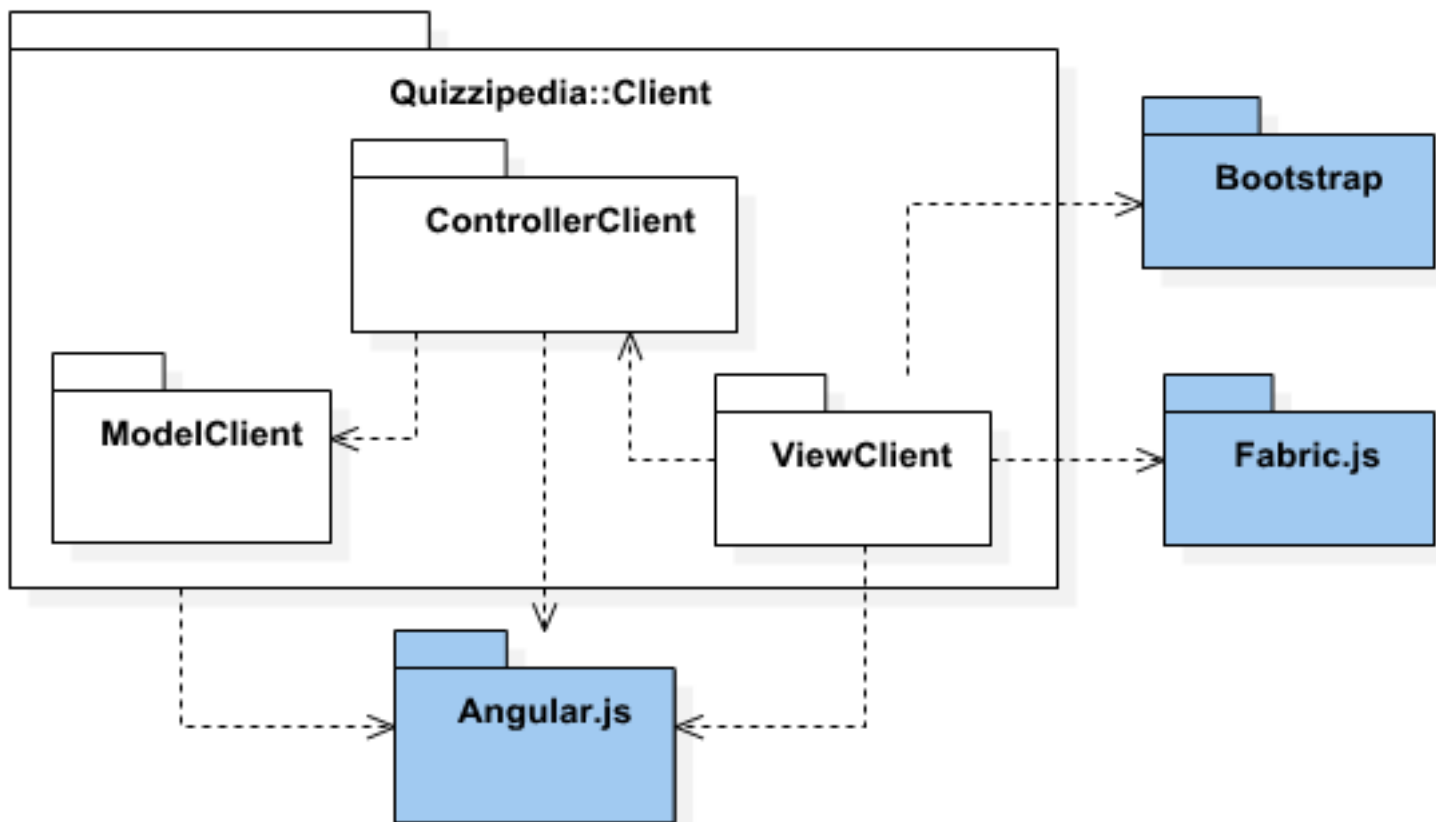 Quizzipedia::Client
Bootstrap
ControllerClient
ModelClient
ViewClient
Fabric.js
Angular.js